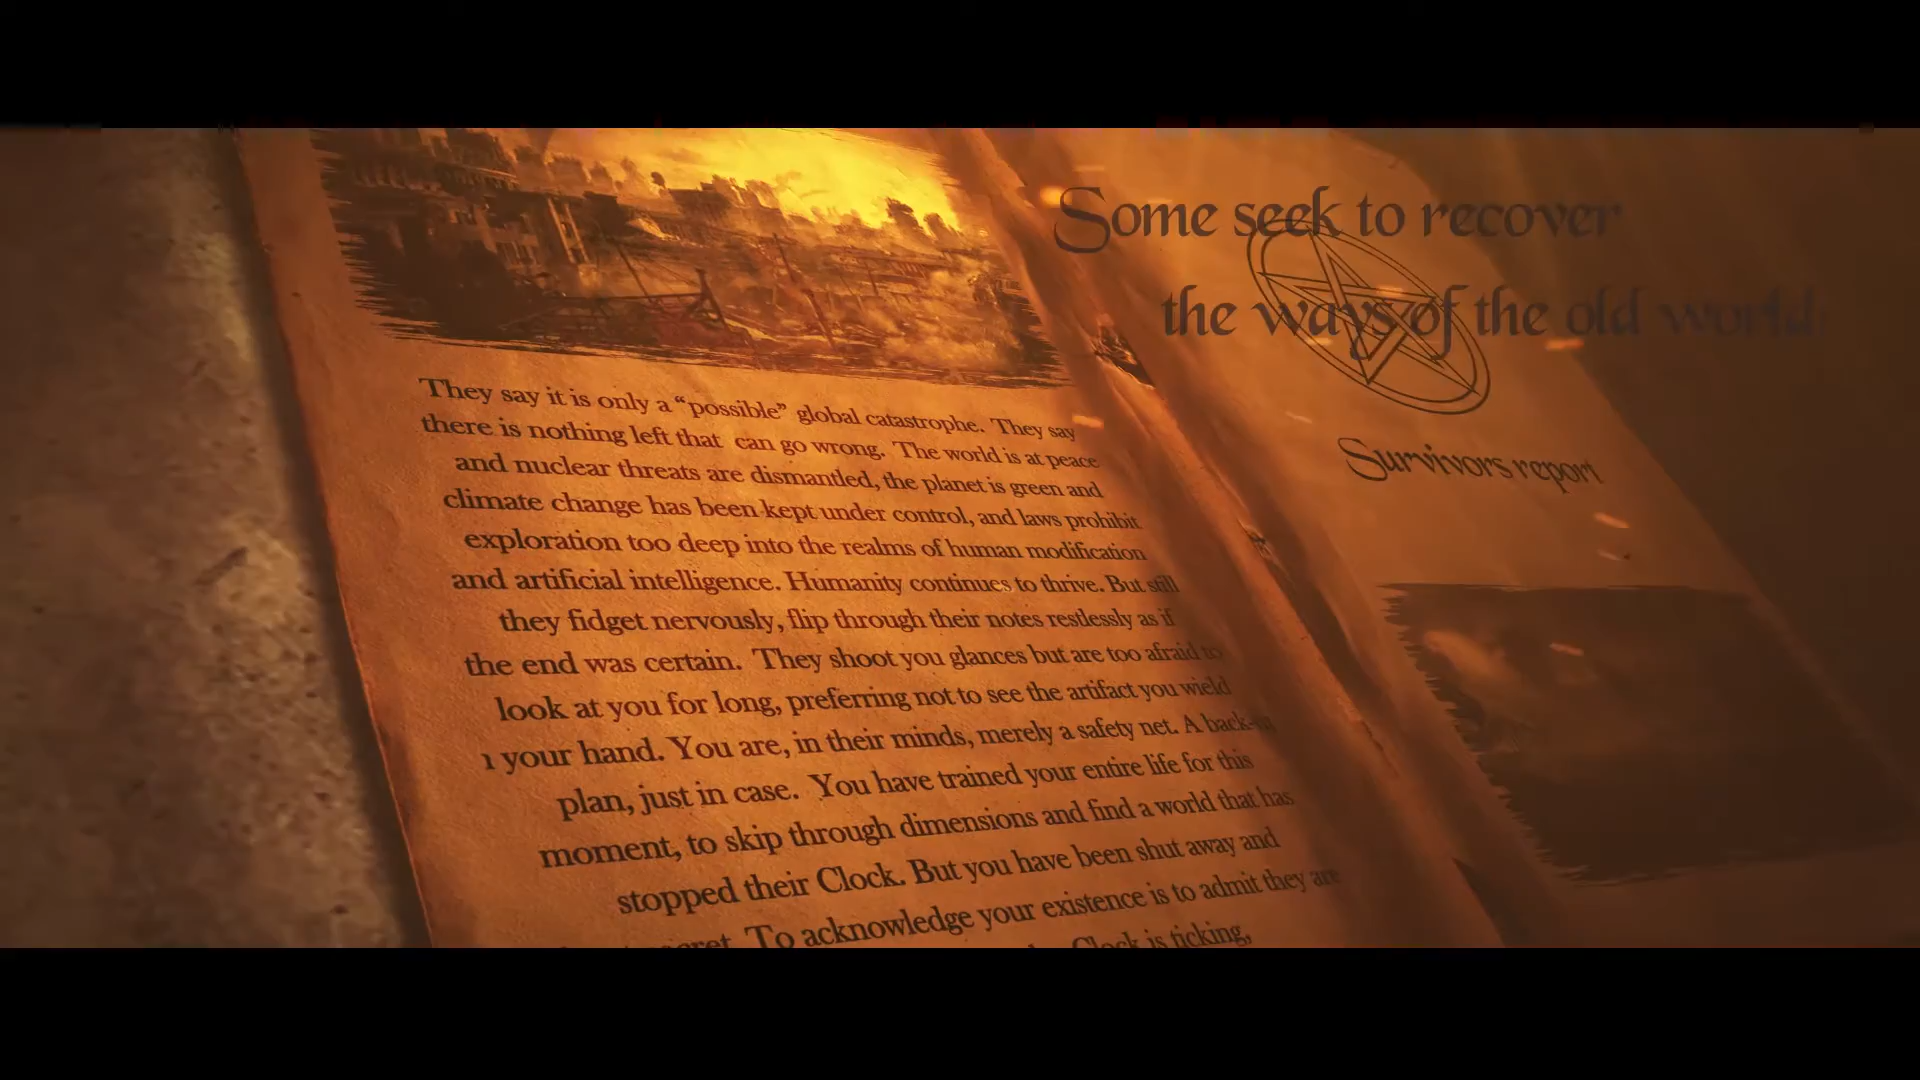 They say it is only a “possible” global catastrophe. They say
there is nothing left that can go wrong. The world is at peace
and nuclear threats are dismantled, the planet is green and
climate change has been kept under control, and laws prohibit
exploration too deep into the realms of human modification
and artificial intelligence. Humanity continues to thrive. But still
they fidget nervously, flip through their notes restlessly as if
the end was certain. They shoot you glances but are too afraid to
look at you for long, preferring not to see the artifact you wield
your hand. You are, in their minds, merely a safety net. A back-
plan, just in case. You have trained your entire life for this
moment, to skip through dimensions and find a world that has
stopped their Clock. But you have been shut away and
To acknowledge your existence is to admit they are
Clock is ticking,
Some seek to recover
the ways of the old world
Survivors report